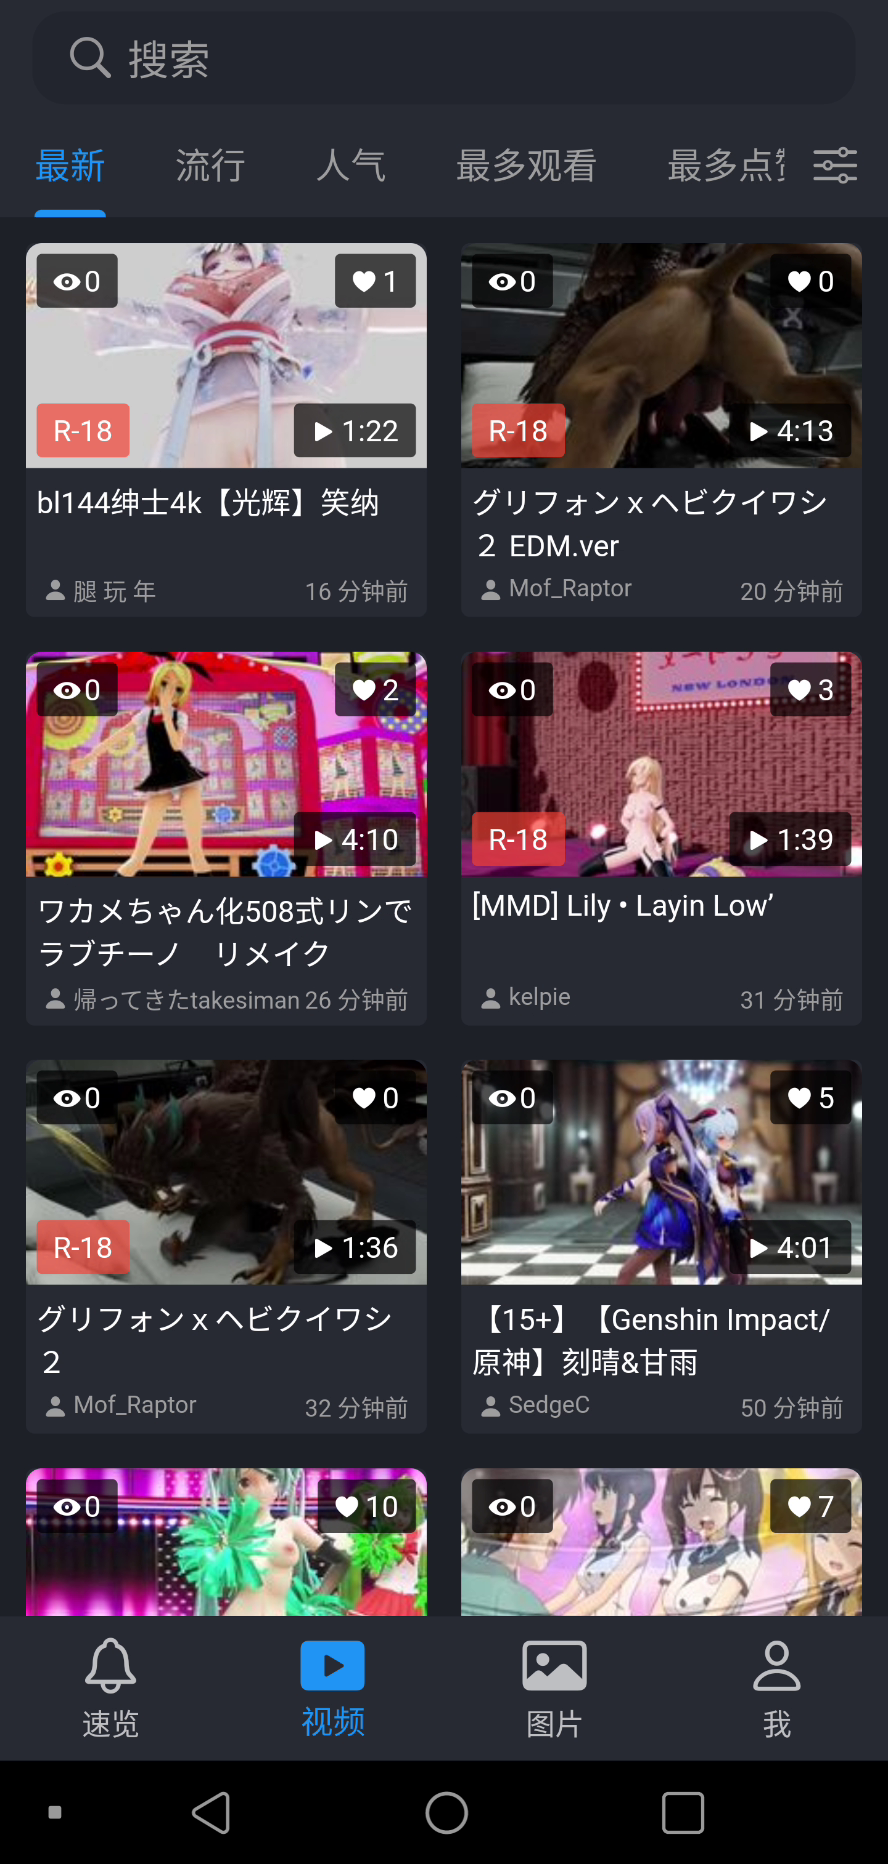 搜索
最新 流行 人气 最多观看 最多点
0 1
R-18 1:22
bl144绅士4k【光辉】笑纳
腿 玩 年 16 分钟前
0 0
R-18 4:13
グリフォン x ヘビクイワシ
２ EDM.ver
Mof_Raptor 20 分钟前
0 2
4:10
ワカメちゃん化508式リンで
ラブチーノ　リメイク
帰ってきたtakesiman 26 分钟前
NEW LONDON
0 3
R-18 1:39
[MMD] Lily • Layin Low’
kelpie 31 分钟前
0 0
R-18 1:36
グリフォン x ヘビクイワシ
２
Mof_Raptor 32 分钟前
0 5
4:01
【15+】【Genshin Impact/
原神】刻晴&甘雨
SedgeC 50 分钟前
0 10
0 7
速览 视频 图片 我